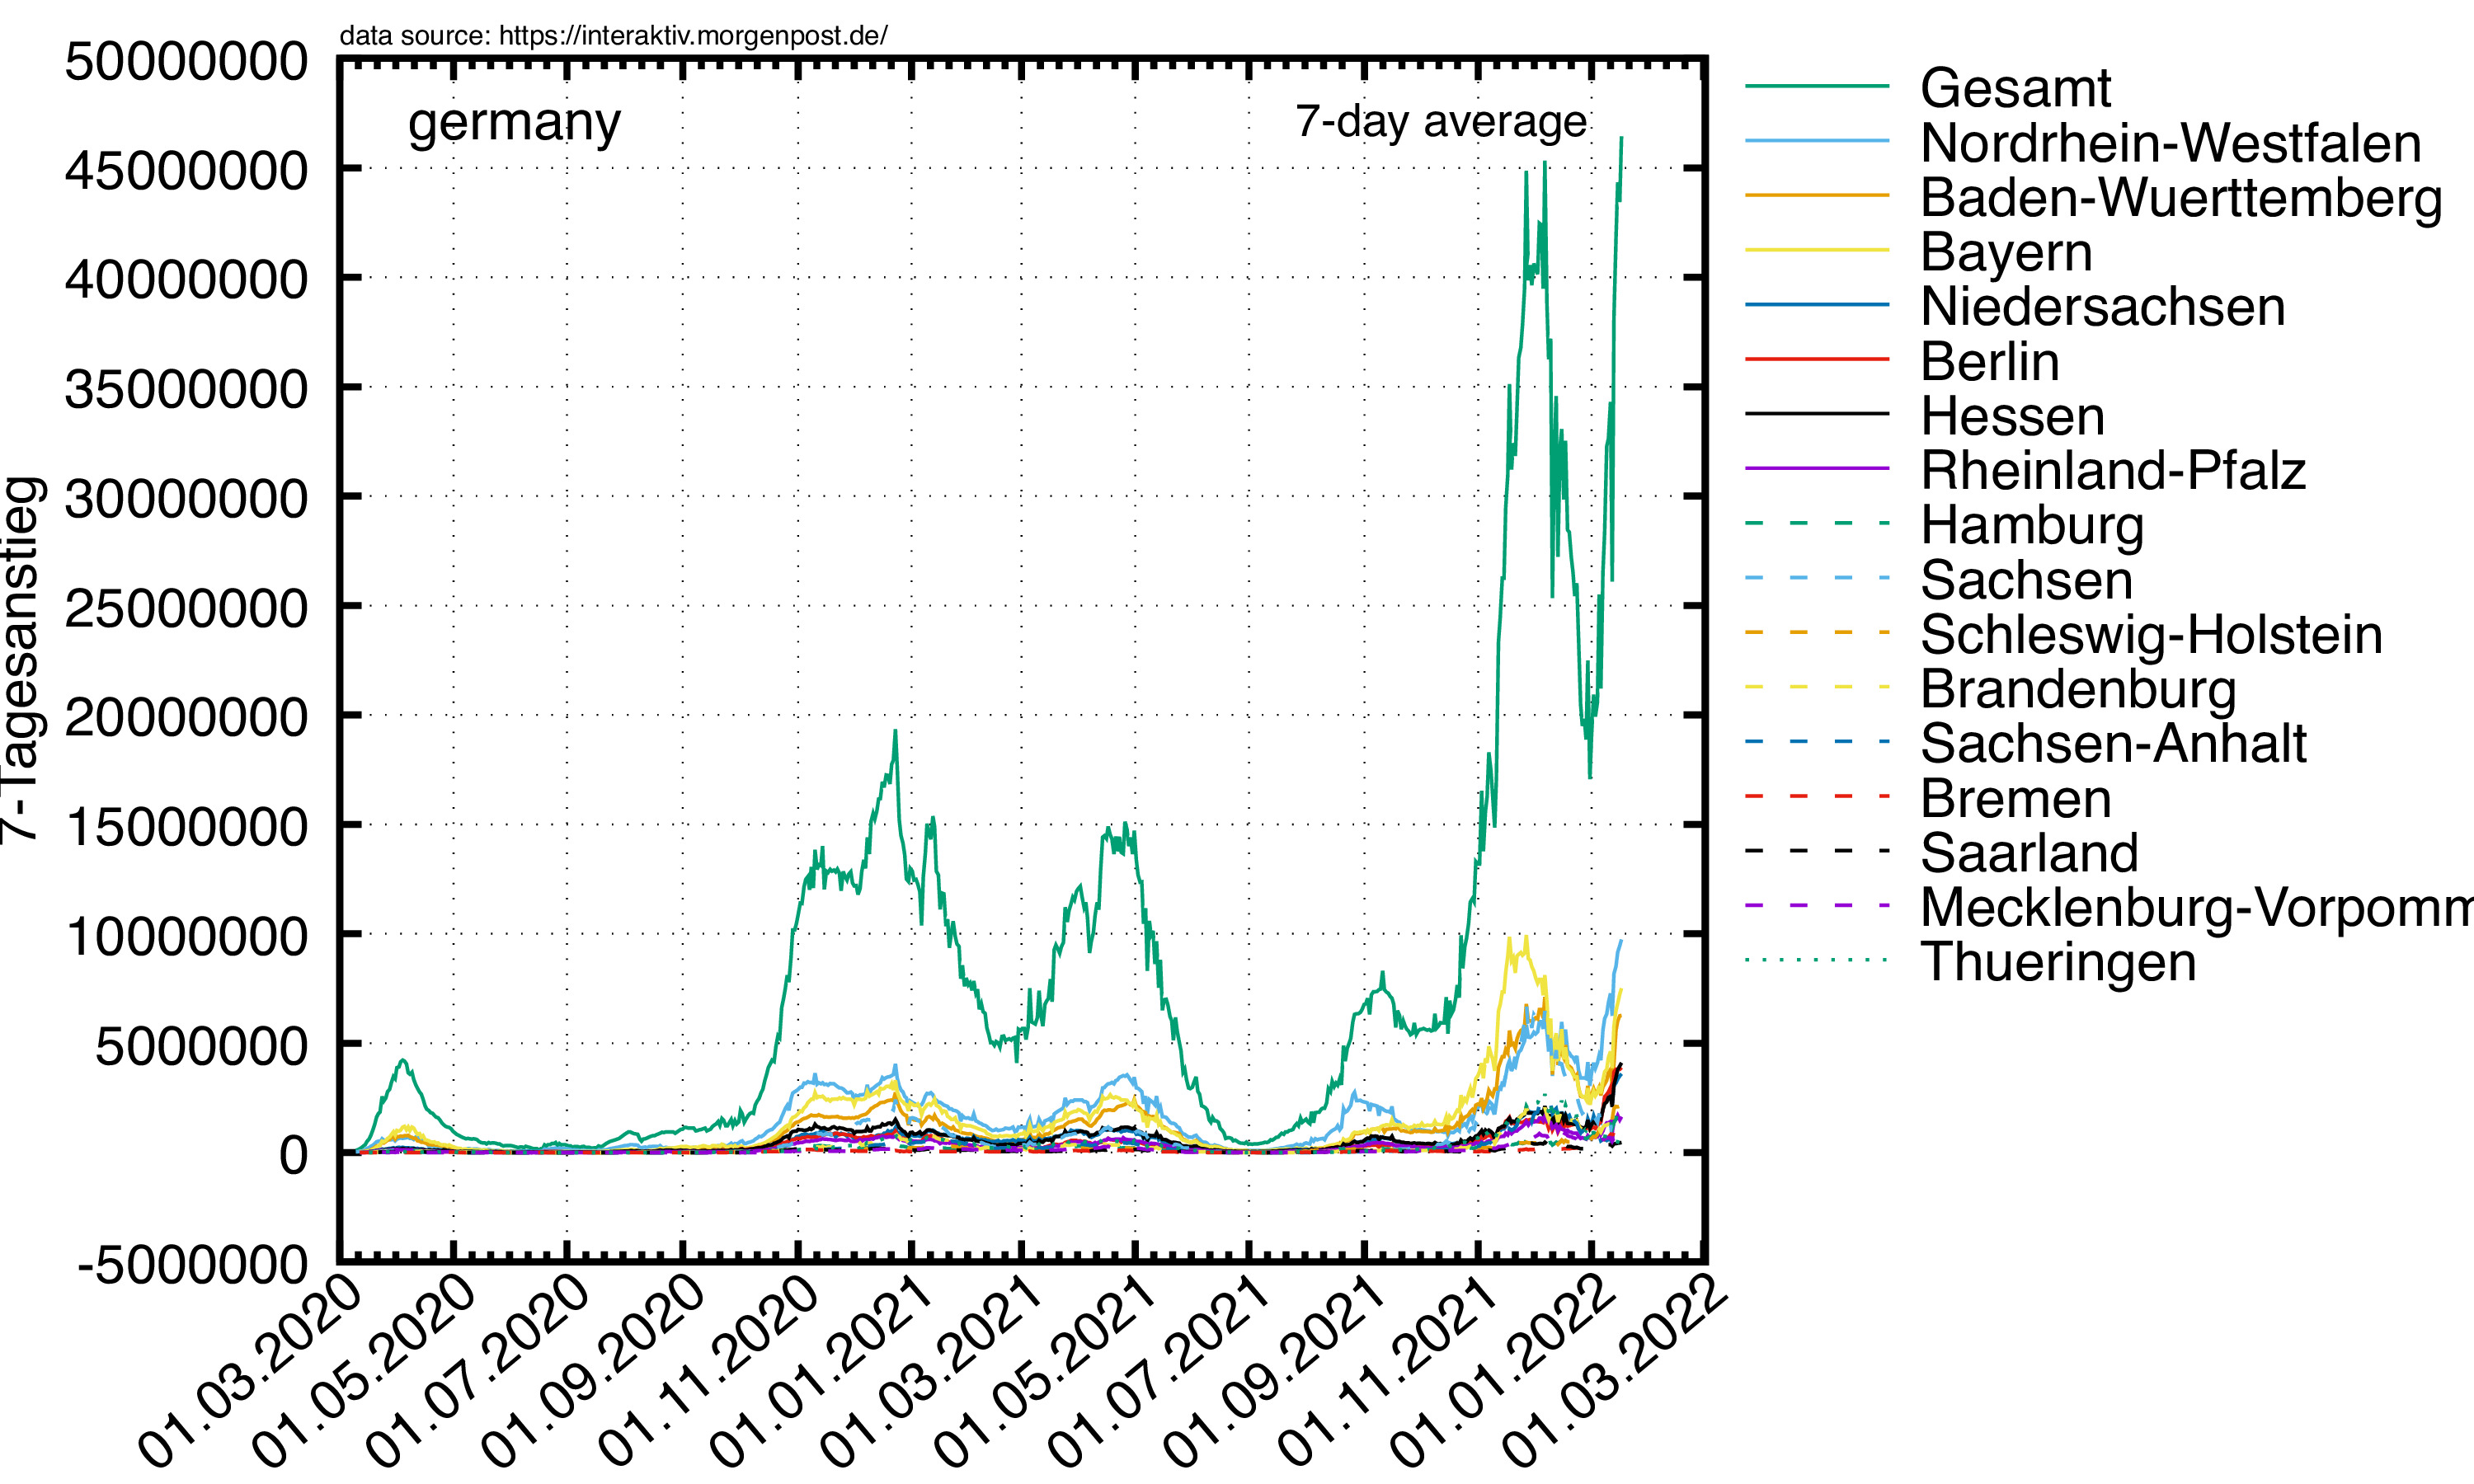 data source: https://interaktiv.morgenpost.de/
germany
7-day average
7-Tagesanstieg
50000000
45000000
40000000
35000000
30000000
25000000
20000000
15000000
10000000
5000000
0
-5000000
01.03.2020
01.05.2020
01.07.2020
01.09.2020
01.11.2020
01.01.2021
01.03.2021
01.05.2021
01.07.2021
01.09.2021
01.11.2021
01.01.2022
01.03.2022
Gesamt
Nordrhein-Westfalen
Baden-Wuerttemberg
Bayern
Niedersachsen
Berlin
Hessen
Rheinland-Pfalz
Hamburg
Sachsen
Schleswig-Holstein
Brandenburg
Sachsen-Anhalt
Bremen
Saarland
Mecklenburg-Vorpomm
Thueringen